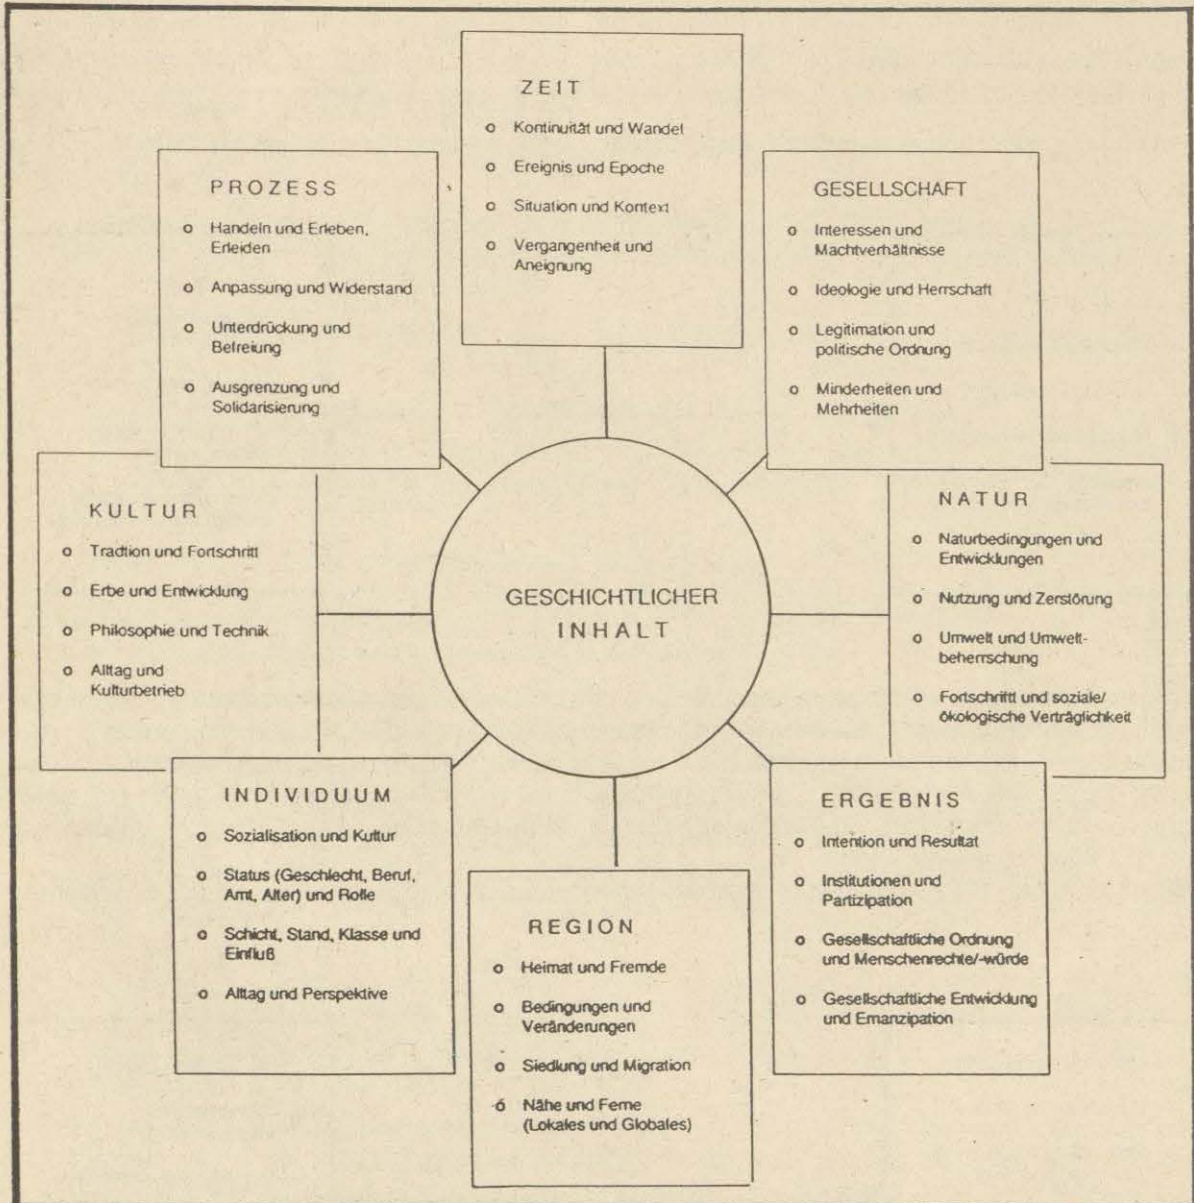 ZEIT
o Kontinuität und Wandel
o Ereignis und Epoche
o Situation und Kontext
o Vergangenheit und
Aneignung
PROZESS
o Handeln und Erleben,
Erleiden
o Anpassung und Widerstand
o Unterdrückung und
Befreiung
o Ausgrenzung und
Solidarisierung
GESELLSCHAFT
o Interessen und
Machtverhältnisse
o Ideologie und Herrschaft
o Legitimation und
politische Ordnung
o Minderheiten und
Mehrheiten
KULTUR
o Tradtion und Fortschritt
o Erbe und Entwicklung
o Philosophie und Technik
o Alltag und
Kulturbetrieb
GESCHICHTLICHER
INHALT
NATUR
o Naturbedingungen und
Entwicklungen
o Nutzung und Zerstörung
o Umwelt und Umwelt-
beherrschung
o Fortschrittt und soziale/
ökologische Verträglichkeit
INDIVIDUUM
o Sozialisation und Kultur
o Status (Geschlecht, Beruf,
Amt, Alter) und Rolle
o Schicht, Stand, Klasse und
Einfluß
o Alltag und Perspektive
REGION
o Heimat und Fremde
o Bedingungen und
Veränderungen
o Siedlung und Migration
o Nähe und Ferne
(Lokales und Globales)
ERGEBNIS
o Intention und Resultat
o Institutionen und
Partizipation
o Gesellschaftliche Ordnung
und Menschenrechte/-würde
o Gesellschaftliche Entwicklung
und Emanzipation